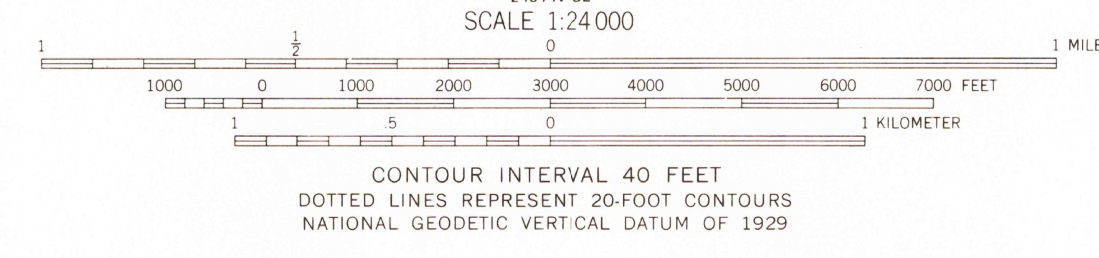 SCALE 1:24 000
1 1/2 0 1 MILE
1000 0 1000 2000 3000 4000 5000 6000 7000 FEET
1 .5 0 1 KILOMETER
CONTOUR INTERVAL 40 FEET
DOTTED LINES REPRESENT 20-FOOT CONTOURS
NATIONAL GEODETIC VERTICAL DATUM OF 1929